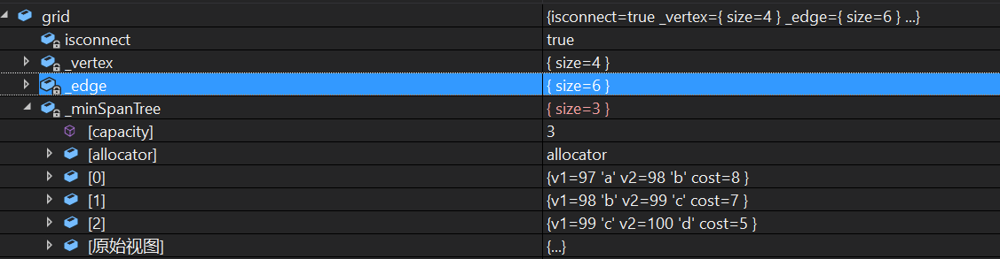 grid {isconnect=true _vertex={ size=4 } _edge={ size=6 } ...}
isconnect true
_vertex { size=4 }
_edge { size=6 }
_minSpanTree { size=3 }
[capacity] 3
[allocator] allocator
[0] {v1=97 'a' v2=98 'b' cost=8 }
[1] {v1=98 'b' v2=99 'c' cost=7 }
[2] {v1=99 'c' v2=100 'd' cost=5 }
[原始视图] {...}